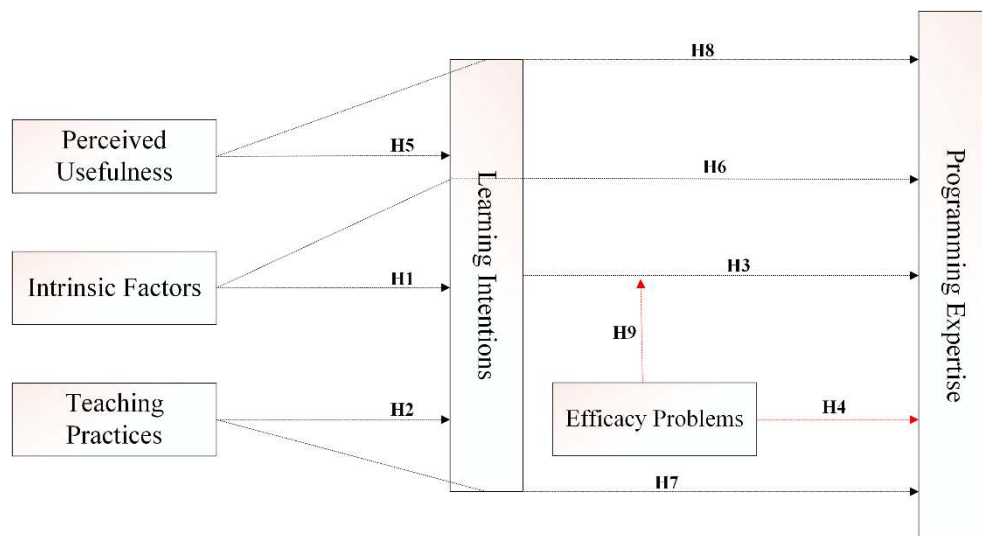 H8
Perceived
Usefulness
H5
H6
Learning Intentions
Programming Expertise
Intrinsic Factors
H1
H3
H9
Teaching
Practices
H2
Efficacy Problems
H4
H7